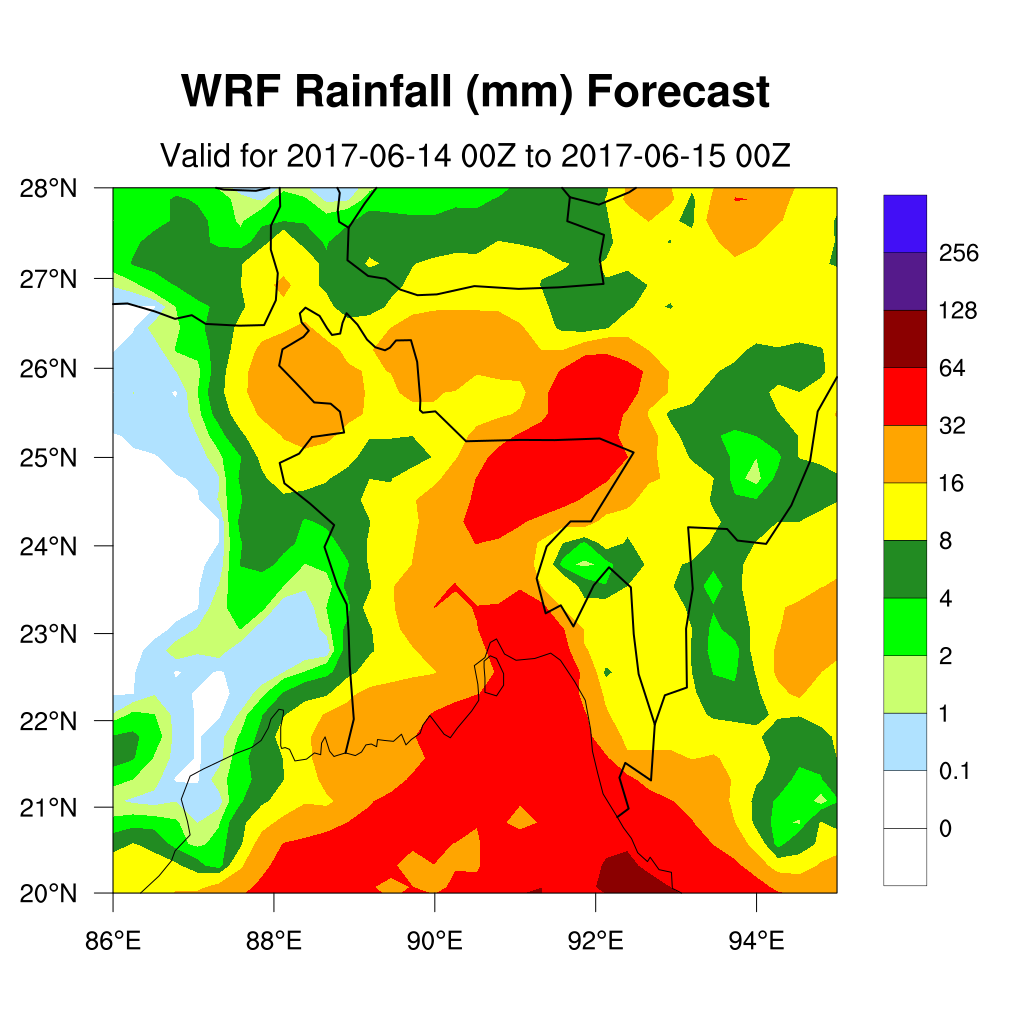 WRF Rainfall (mm) Forecast
Valid for 2017-06-14 00Z to 2017-06-15 00Z
28°N
27°N
26°N
25°N
24°N
23°N
22°N
21°N
20°N
86°E
88°E
90°E
92°E
94°E
256
128
64
32
16
8
4
2
1
0.1
0